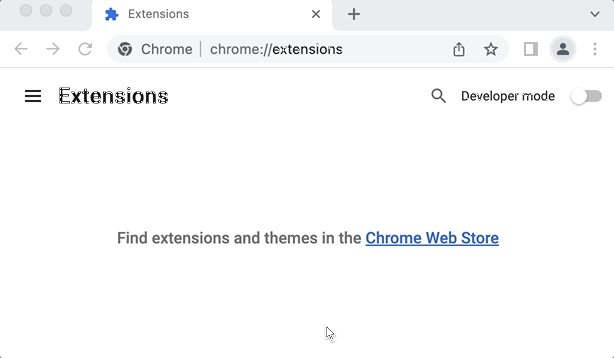 Extensions
Chrome | chrome://extensions
Extensions
Developer mode
Find extensions and themes in the Chrome Web Store